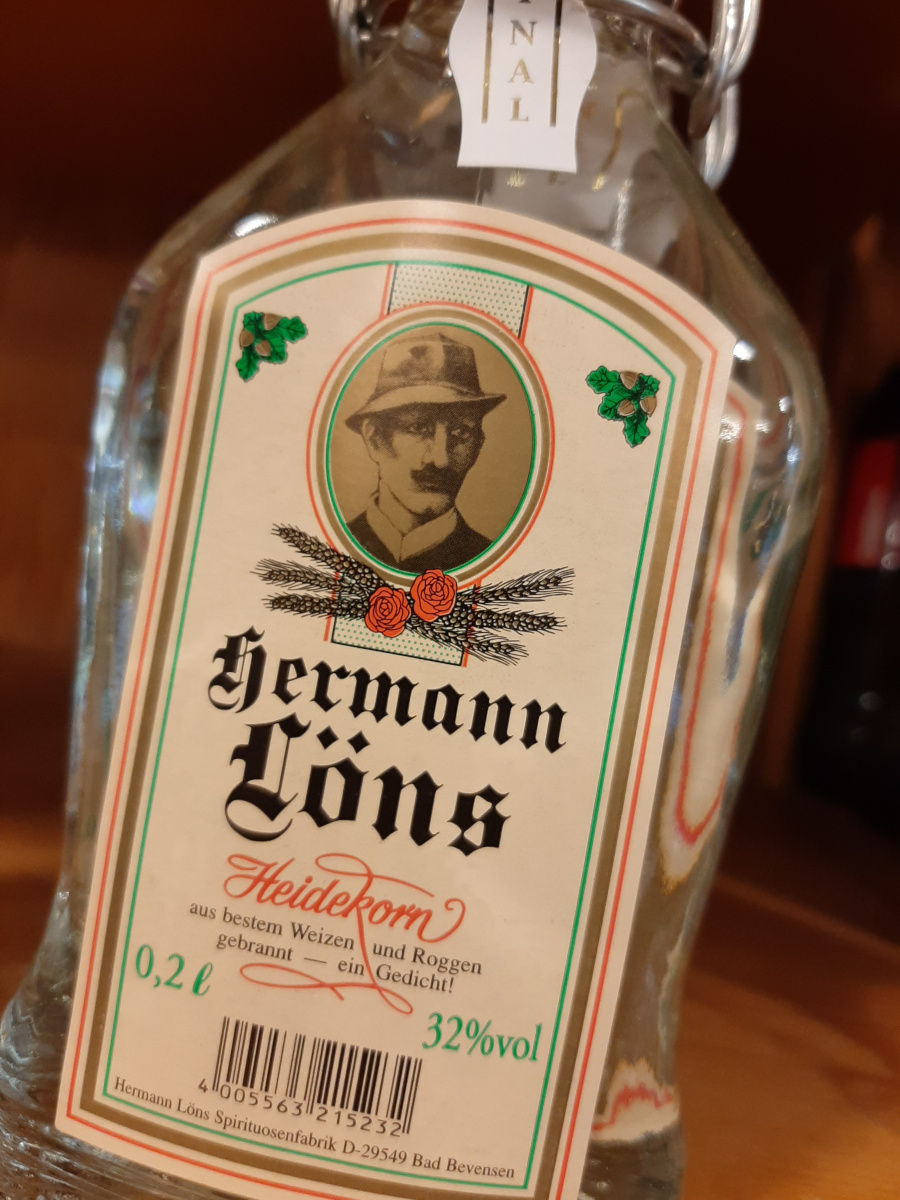 NAL
Hermann
Löns
Heidekorn
aus bestem Weizen und Roggen
gebrannt — ein Gedicht!
0,2 ℓ
32%vol
4 005563 215232
Hermann Löns Spirituosenfabrik D-29549 Bad Bevensen